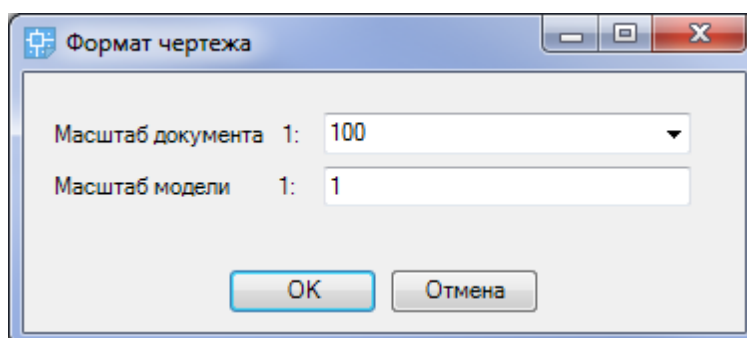 Формат чертежа
Масштаб документа 1: 100
Масштаб модели 1: 1
OK Отмена